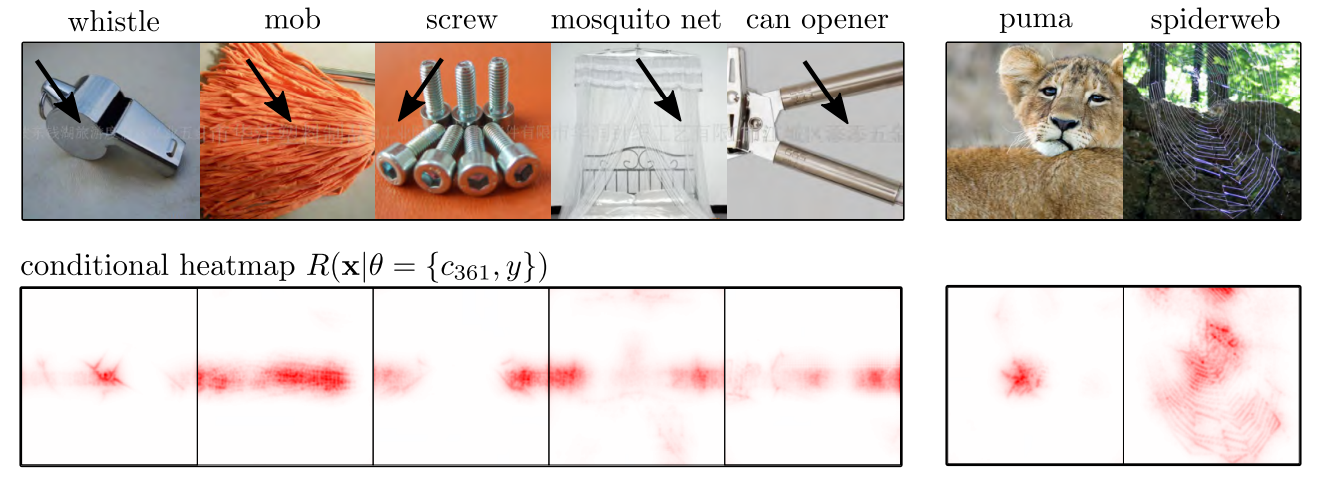 whistle mob screw mosquito net can opener puma spiderweb
conditional heatmap R(𝐱|θ = {c₃₆₁, y})